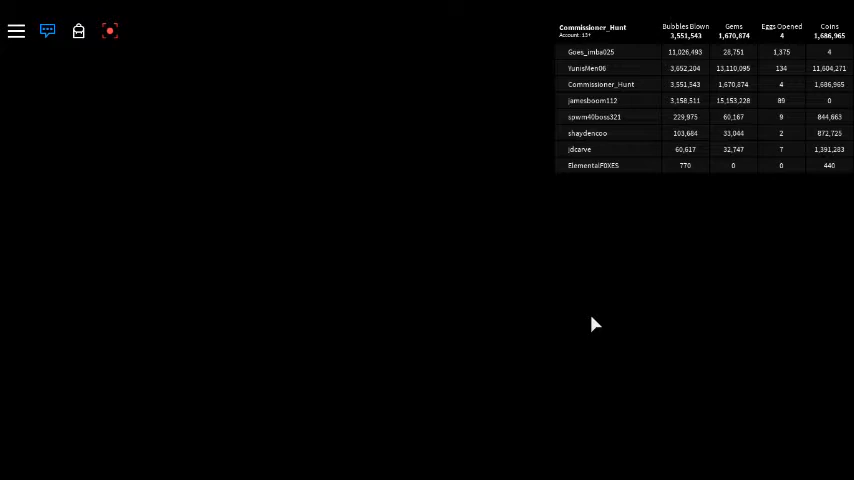 Commissioner_Hunt Bubbles Blown Gems Eggs Opened Coins
Account: 13+ 3,551,543 1,670,874 4 1,686,965
Goes_imba025 11,026,493 28,751 1,375 4
YunisMen06 3,652,204 13,110,095 134 11,604,271
Commissioner_Hunt 3,551,543 1,670,874 4 1,686,965
jamesboom112 3,158,511 15,153,228 89 0
spwm40boss321 229,975 60,167 9 844,663
shaydencoo 103,684 33,044 2 872,725
jdcarve 60,617 32,747 7 1,391,283
ElementalF0XES 770 0 0 440